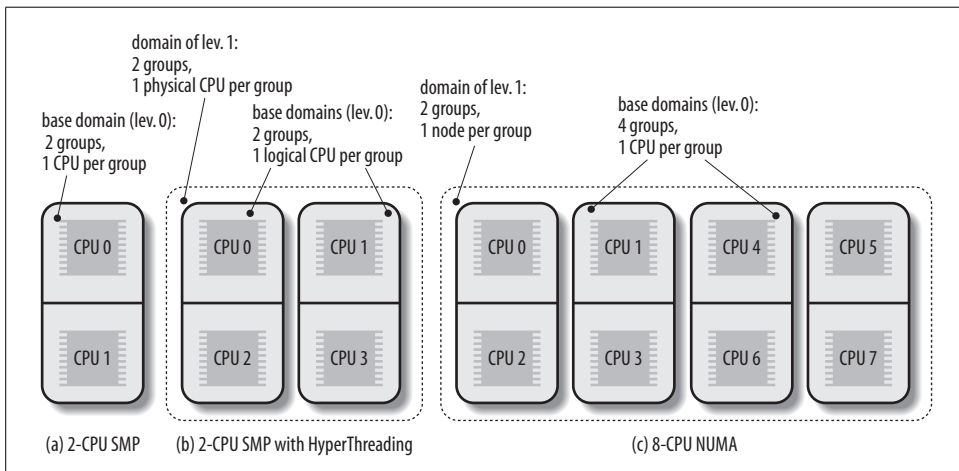 domain of lev. 1:
2 groups,
1 physical CPU per group
base domain (lev. 0):
2 groups,
1 CPU per group
base domains (lev. 0):
2 groups,
1 logical CPU per group
domain of lev. 1:
2 groups,
1 node per group
base domains (lev. 0):
4 groups,
1 CPU per group
CPU 0
CPU 1
CPU 0
CPU 1
CPU 2
CPU 3
CPU 0
CPU 1
CPU 4
CPU 5
CPU 2
CPU 3
CPU 6
CPU 7
(a) 2-CPU SMP
(b) 2-CPU SMP with HyperThreading
(c) 8-CPU NUMA